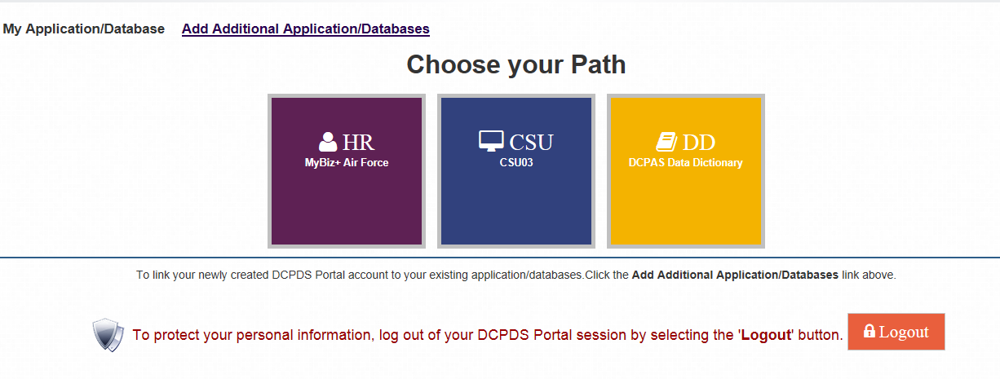 My Application/Database Add Additional Application/Databases
Choose your Path
HR
MyBiz+ Air Force
CSU
CSU03
DD
DCPAS Data Dictionary
To link your newly created DCPDS Portal account to your existing application/databases.Click the Add Additional Application/Databases link above.
To protect your personal information, log out of your DCPDS Portal session by selecting the 'Logout' button.
Logout